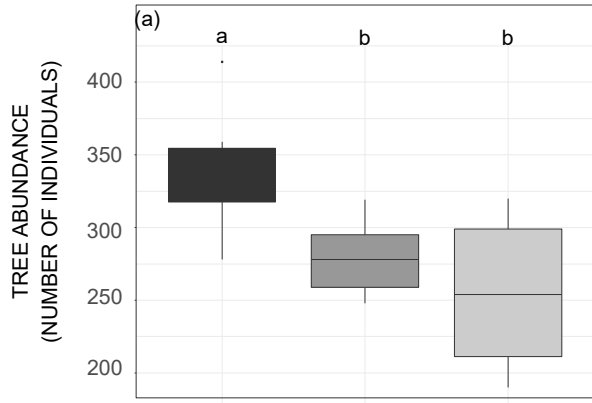 (a)
a b b
TREE ABUNDANCE
(NUMBER OF INDIVIDUALS)
400
350
300
250
200